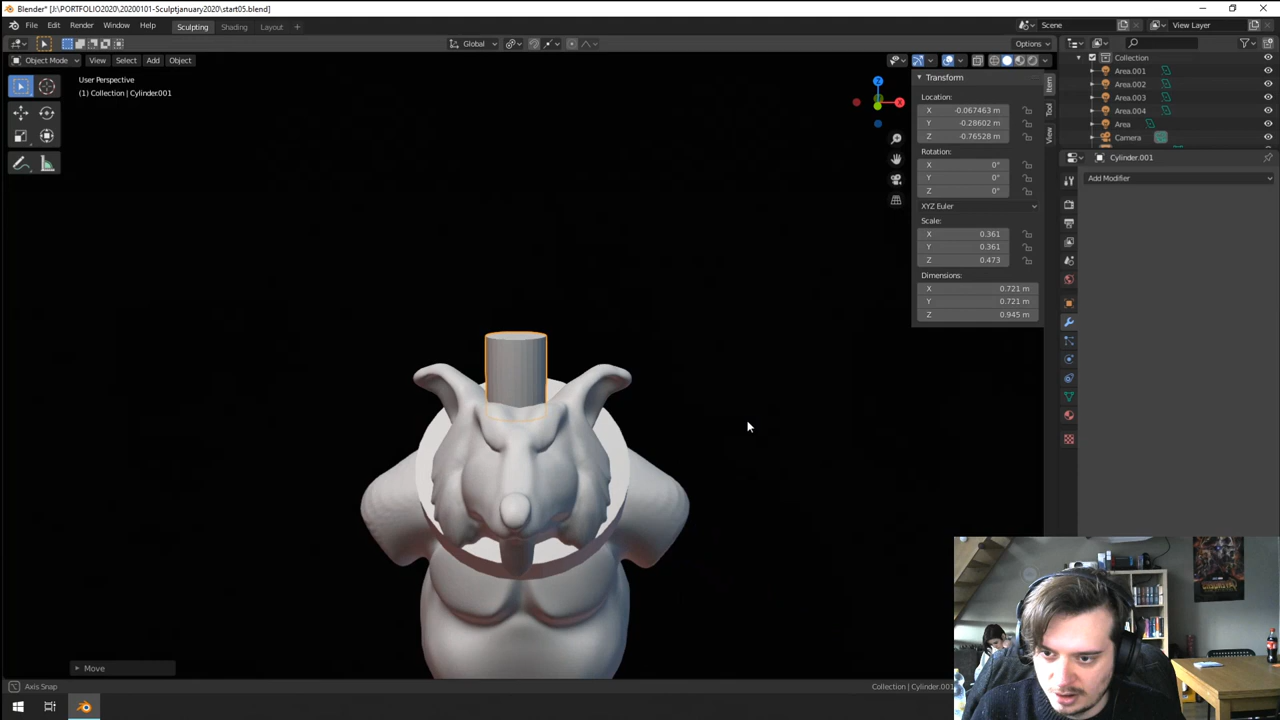 Blender* [J:\PORTFOLIO2020\20200101-Sculptjanuary2020\start05.blend]
File Edit Render Window Help Sculpting Shading Layout + Scene View Layer
Global Options
Object Mode View Select Add Object
User Perspective
(1) Collection | Cylinder.001
Transform
Location:
X -0.067463 m
Y -0.28602 m
Z -0.76528 m
Rotation:
X 0°
Y 0°
Z 0°
XYZ Euler
Scale:
X 0.361
Y 0.361
Z 0.473
Dimensions:
X 0.721 m
Y 0.721 m
Z 0.945 m
Item
Tool
View
Z
X
Collection
Area.001
Area.002
Area.003
Area.004
Area
Camera
Cylinder.001
Add Modifier
Move
Axis Snap
Collection | Cylinder.001